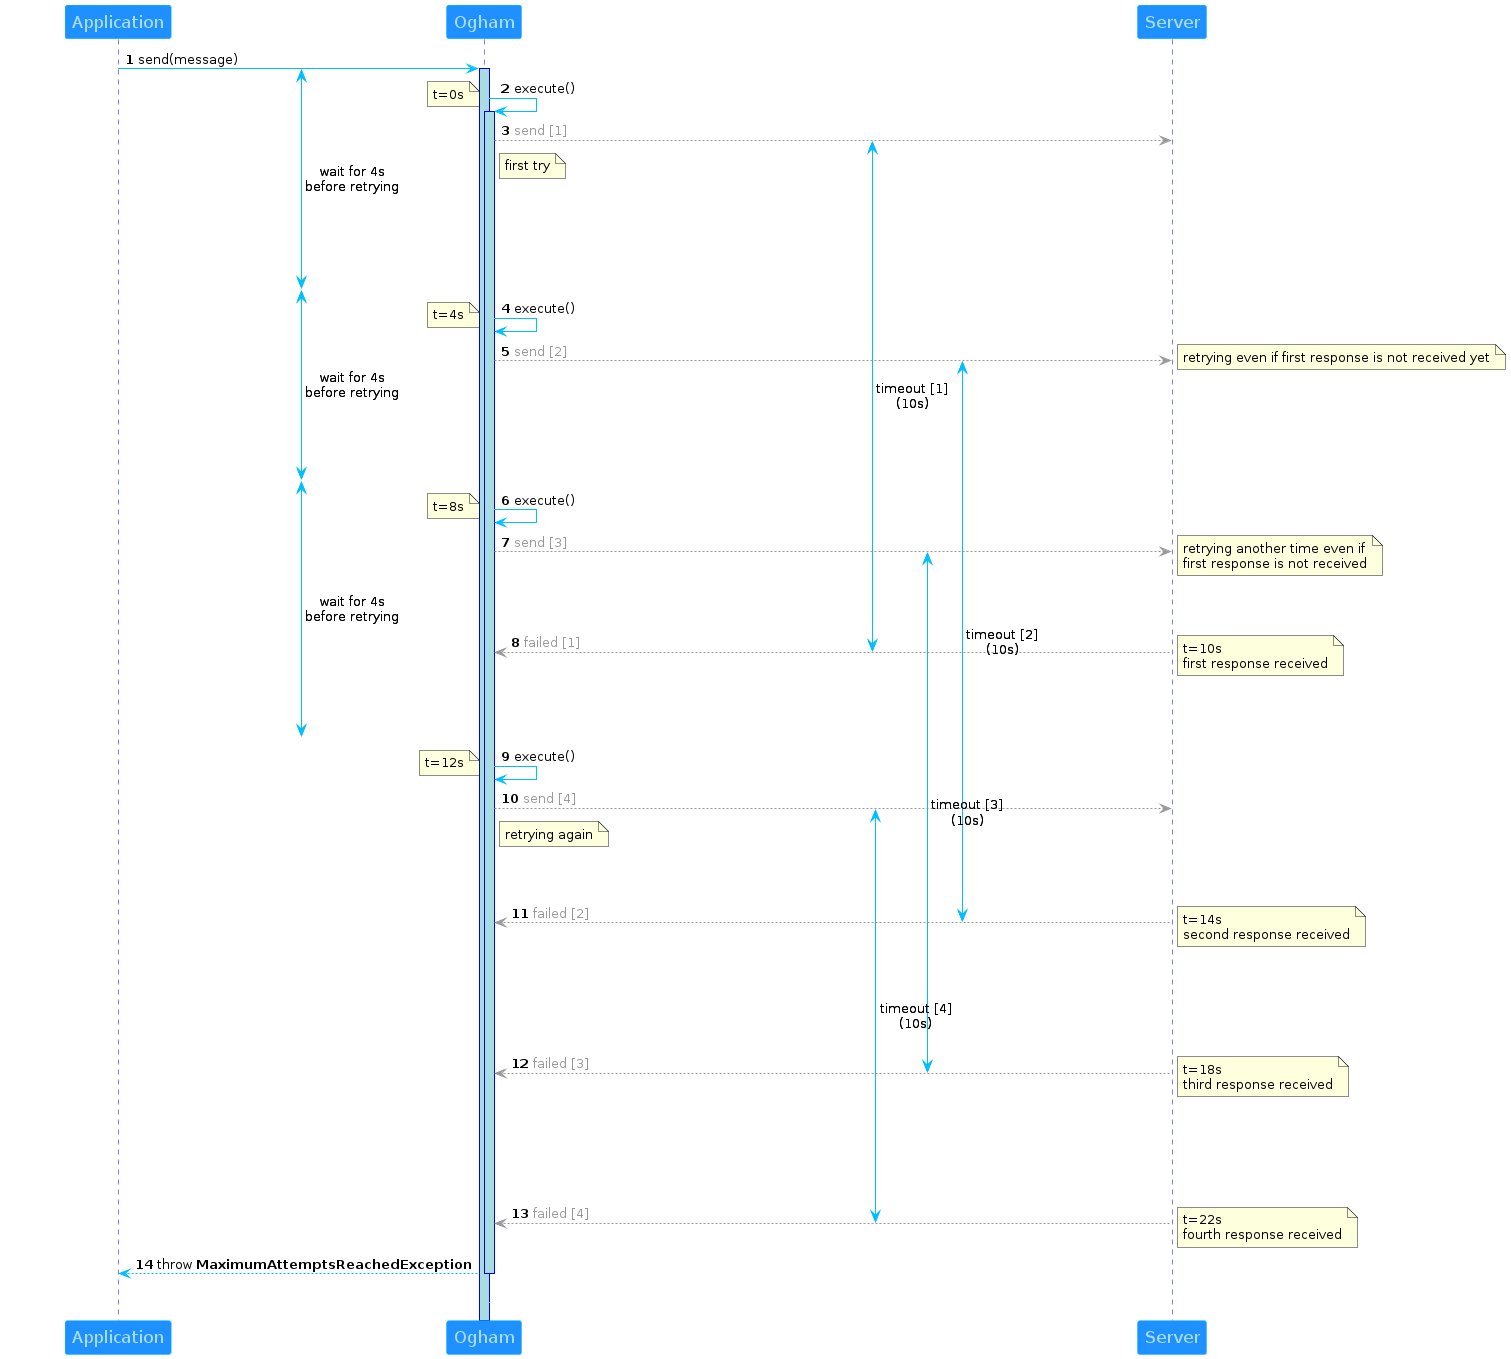 Application
Ogham
Server
1 send(message)
t=0s
2 execute()
3 send [1]
first try
wait for 4s
before retrying
t=4s
4 execute()
5 send [2]
retrying even if first response is not received yet
wait for 4s
before retrying
timeout [1]
(10s)
t=8s
6 execute()
7 send [3]
retrying another time even if
first response is not received
wait for 4s
before retrying
8 failed [1]
timeout [2]
(10s)
t=10s
first response received
t=12s
9 execute()
10 send [4]
timeout [3]
(10s)
retrying again
11 failed [2]
t=14s
second response received
timeout [4]
(10s)
12 failed [3]
t=18s
third response received
13 failed [4]
t=22s
fourth response received
14 throw MaximumAttemptsReachedException
Application
Ogham
Server